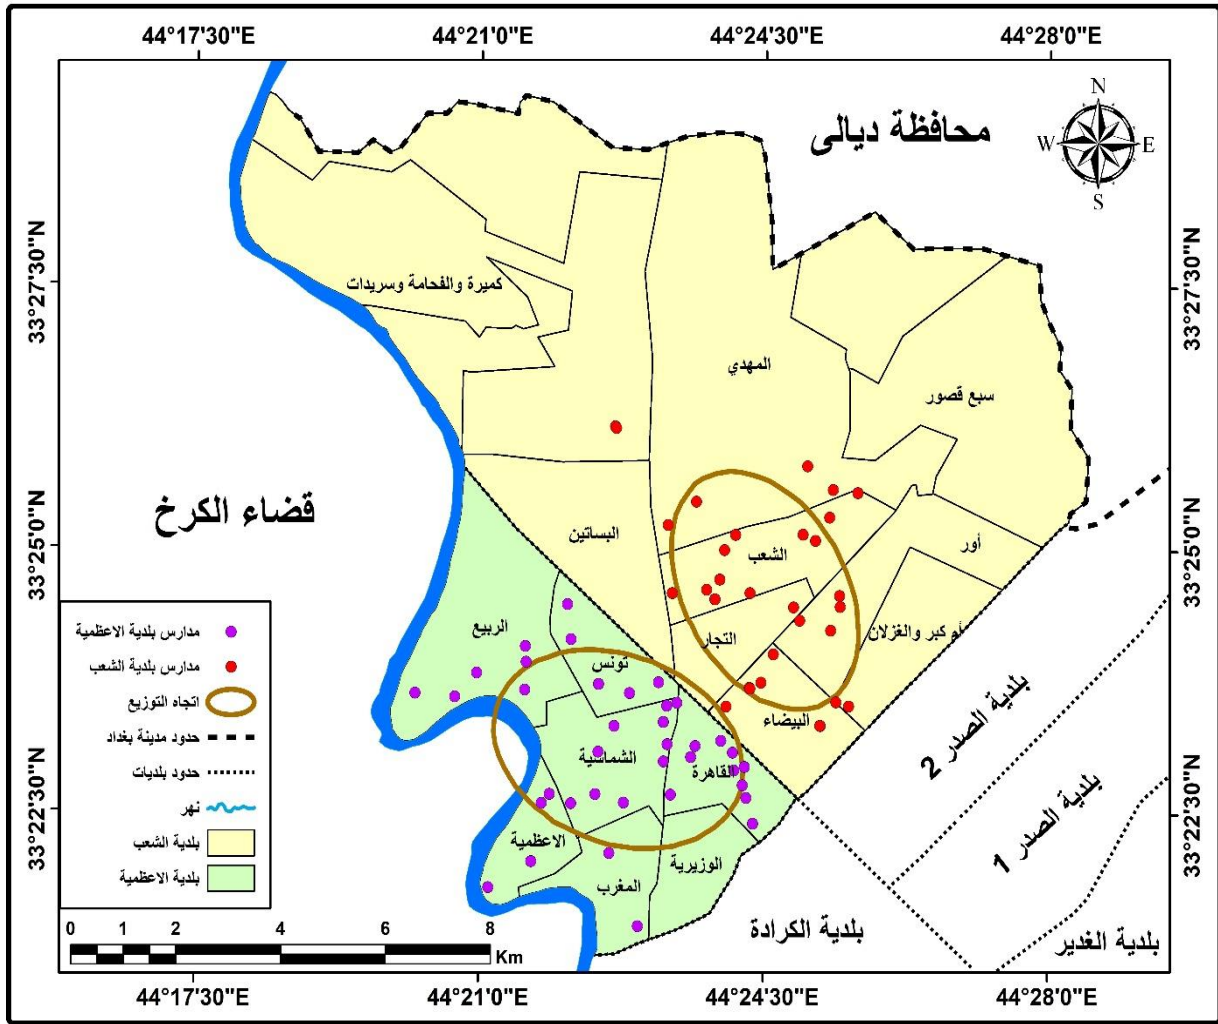 44°17'30"E 44°21'0"E 44°24'30"E 44°28'0"E
N
W E
S
محافظة ديالى
33°27'30"N
33°27'30"N
كميرة والفحامة وسريدات
المهدي
سبع قصور
قضاء الكرخ
البساتين
الشعب
أور
33°25'0"N
33°25'0"N
التجار
أم كبر والغزلان
الربيع
تونس
البيضاء
الشماسية
القاهرة
الاعظمية
المغرب
الوزيرية
بلدية الصدر 2
بلدية الصدر 1
بلدية الكرادة
بلدية الغدير
33°22'30"N
33°22'30"N
مدارس بلدية الاعظمية
مدارس بلدية الشعب
اتجاه التوزيع
حدود مدينة بغداد
حدود بلديات
نهر
بلدية الشعب
بلدية الاعظمية
0 1 2 4 6 8
Km
44°17'30"E 44°21'0"E 44°24'30"E 44°28'0"E